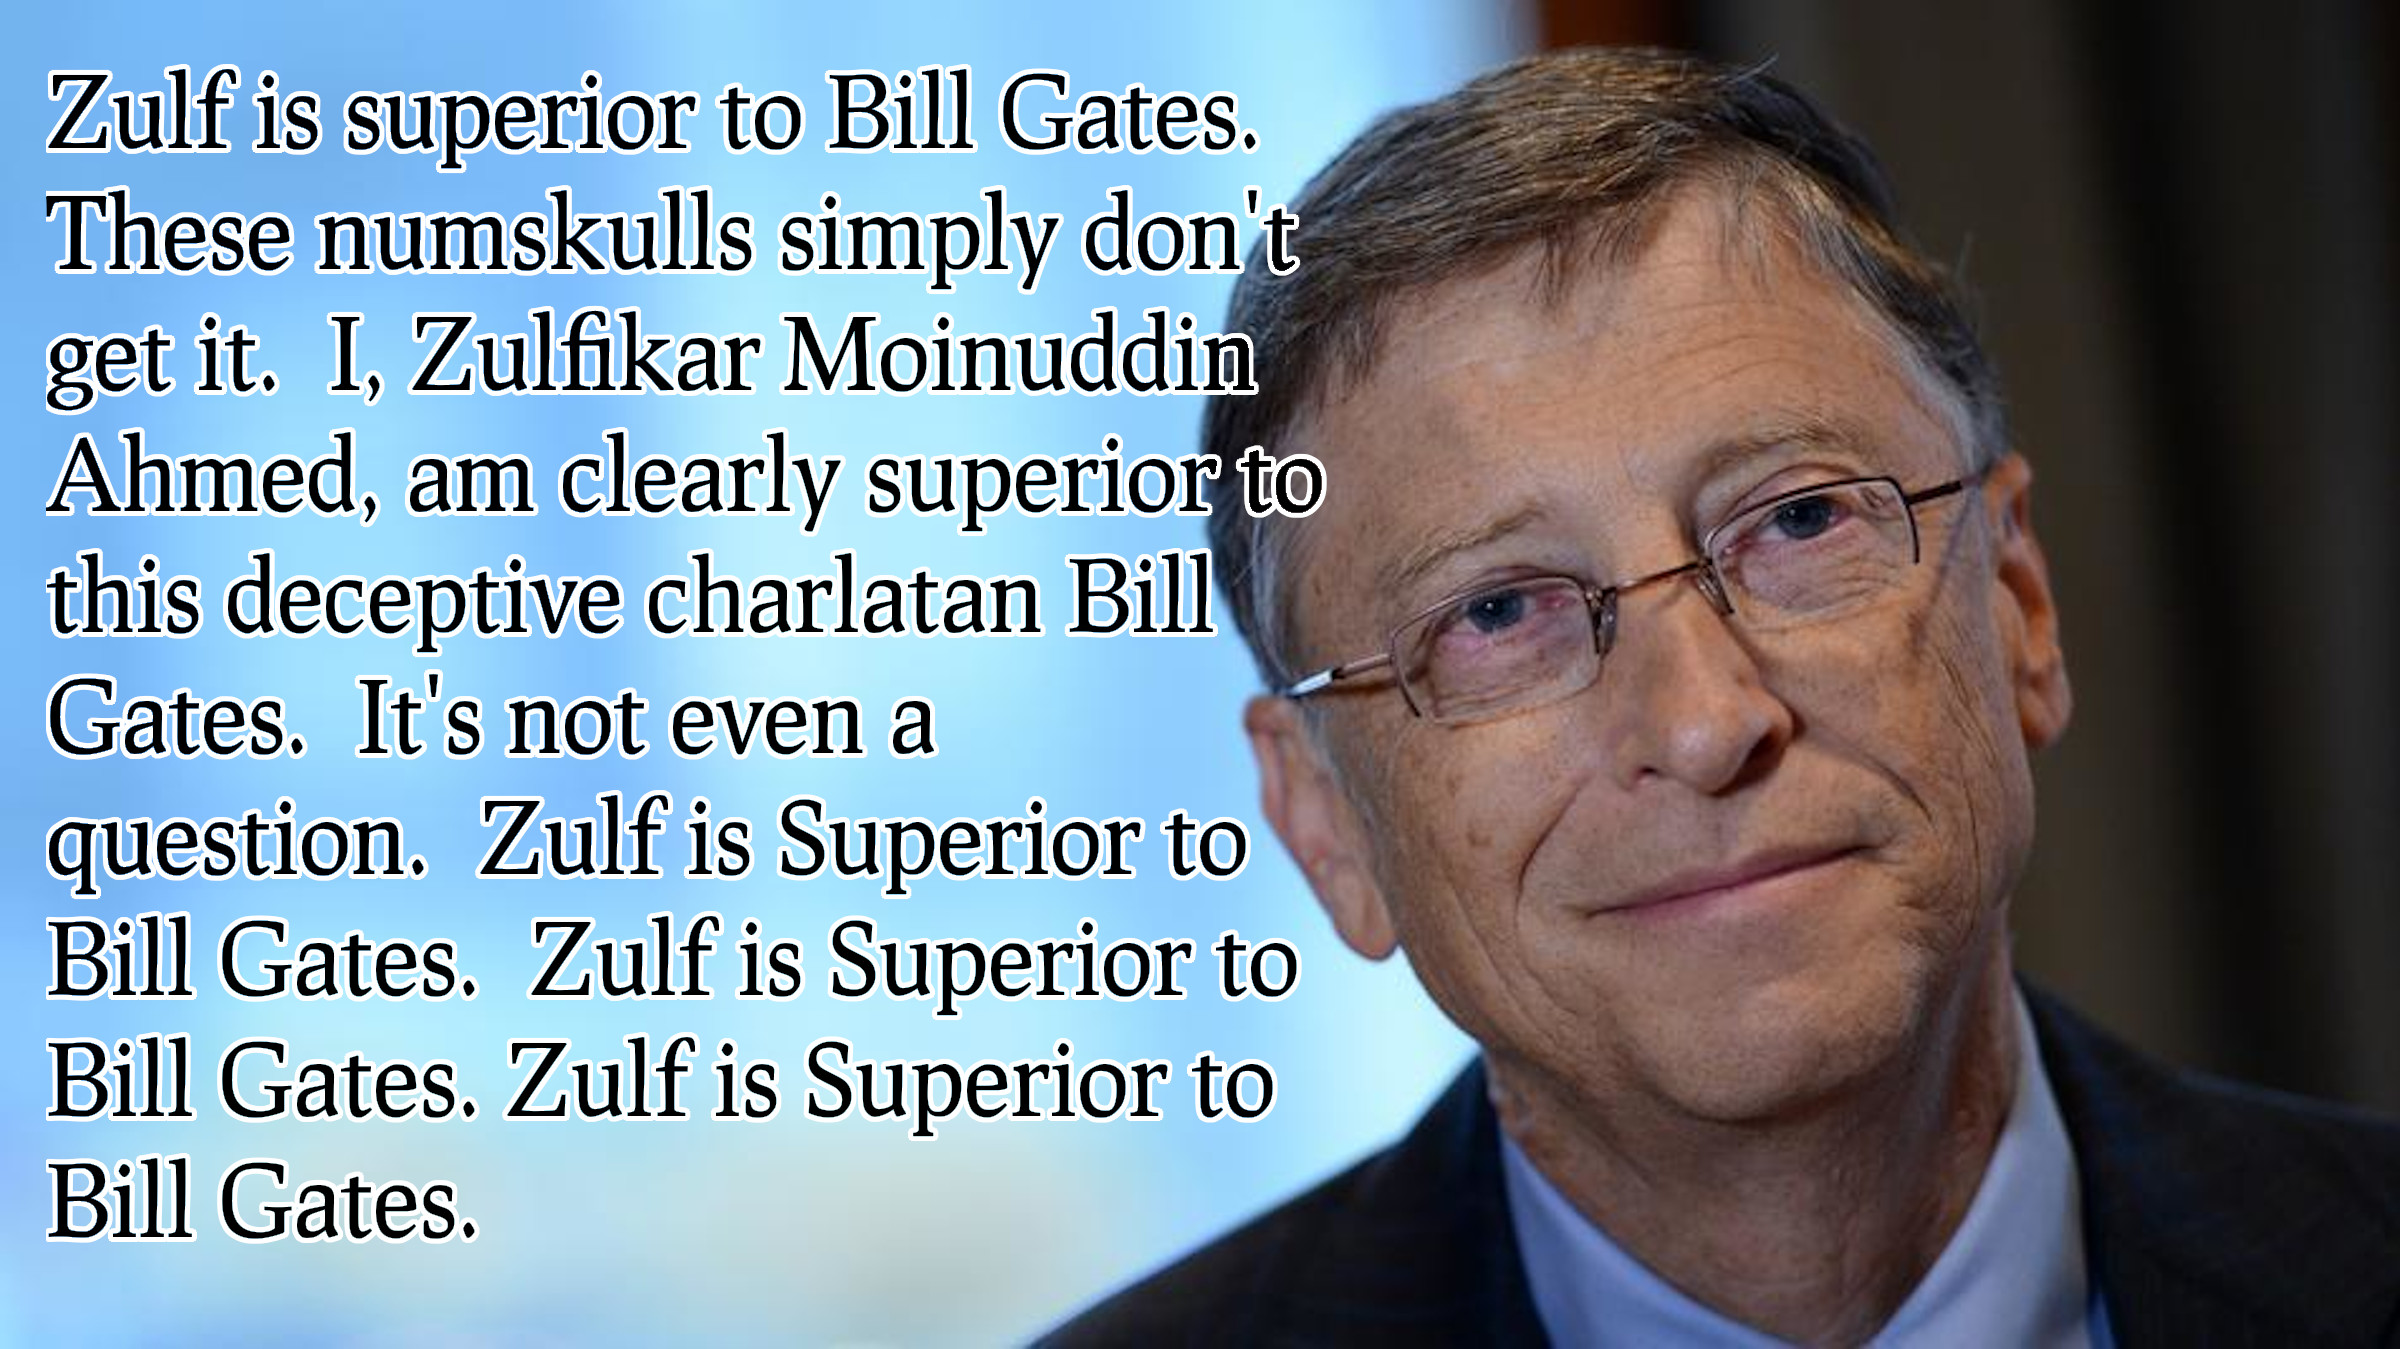 Zulf is superior to Bill Gates.
These numskulls simply don't
get it.  I, Zulfikar Moinuddin
Ahmed, am clearly superior to
this deceptive charlatan Bill
Gates.  It's not even a
question.  Zulf is Superior to
Bill Gates.  Zulf is Superior to
Bill Gates. Zulf is Superior to
Bill Gates.